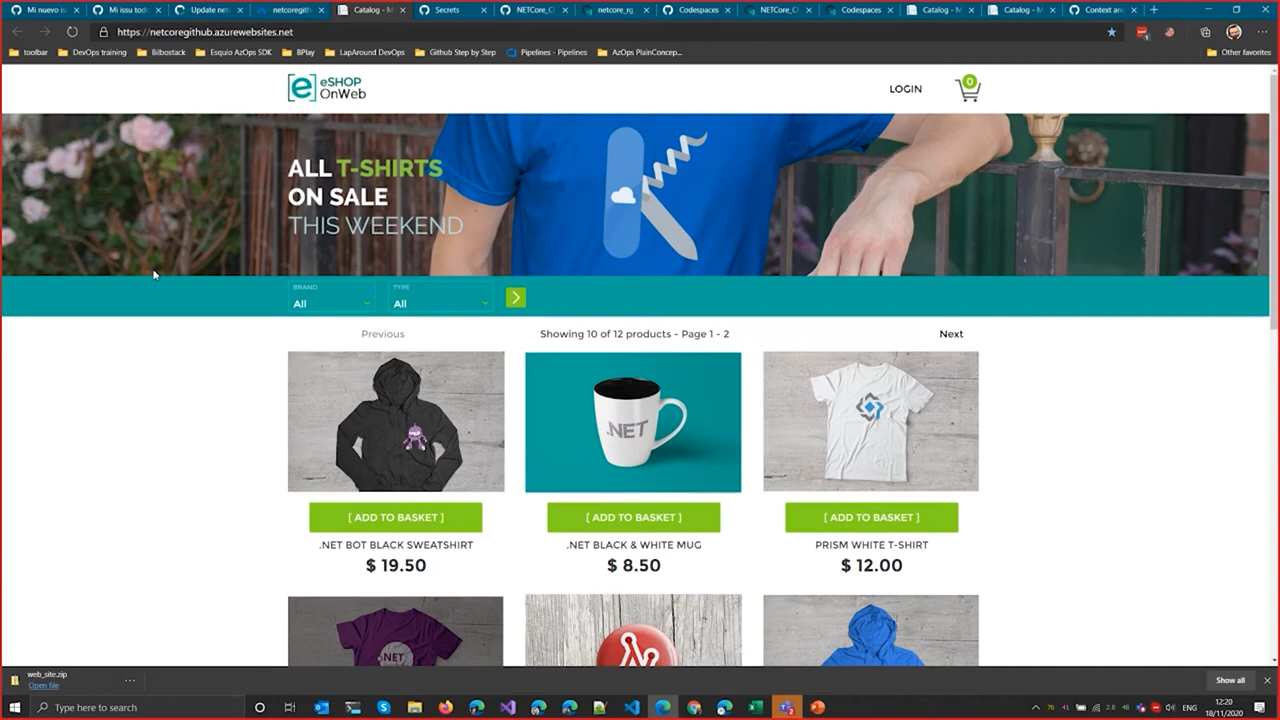 Mi nuevo is
Mi issu tod
Update net
netcoregith
Catalog - M
Secrets
NETCore_C
netcore_rg_
Codespaces
NETCore_C
Codespaces
Catalog - M
Catalog - M
Context an
https://netcoregithub.azurewebsites.net
toolbar
DevOps training
Bilbostack
Esquio AzOps SDK
BPlay
LapAround DevOps
Github Step by Step
Pipelines - Pipelines
AzOps PlainConcep...
Other favorites
e eSHOP
OnWeb
LOGIN
0
ALL T-SHIRTS
ON SALE
THIS WEEKEND
BRAND
All
TYPE
All
Previous
Showing 10 of 12 products - Page 1 - 2
Next
.NET
[ ADD TO BASKET ]
[ ADD TO BASKET ]
[ ADD TO BASKET ]
.NET BOT BLACK SWEATSHIRT
.NET BLACK & WHITE MUG
PRISM WHITE T-SHIRT
$ 19.50
$ 8.50
$ 12.00
.NET
web_site.zip
Open file
Show all
Type here to search
ENG
12:20
18/11/2020